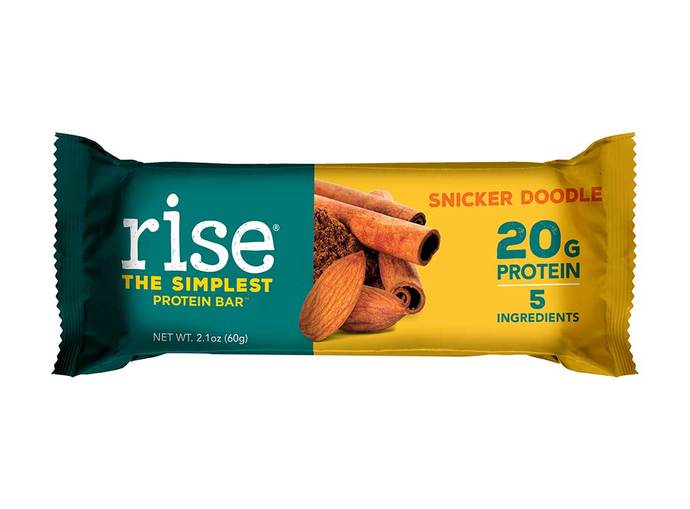 rise®
THE SIMPLEST
PROTEIN BAR™
NET WT. 2.1oz (60g)
SNICKER DOODLE
20G
PROTEIN
5
INGREDIENTS